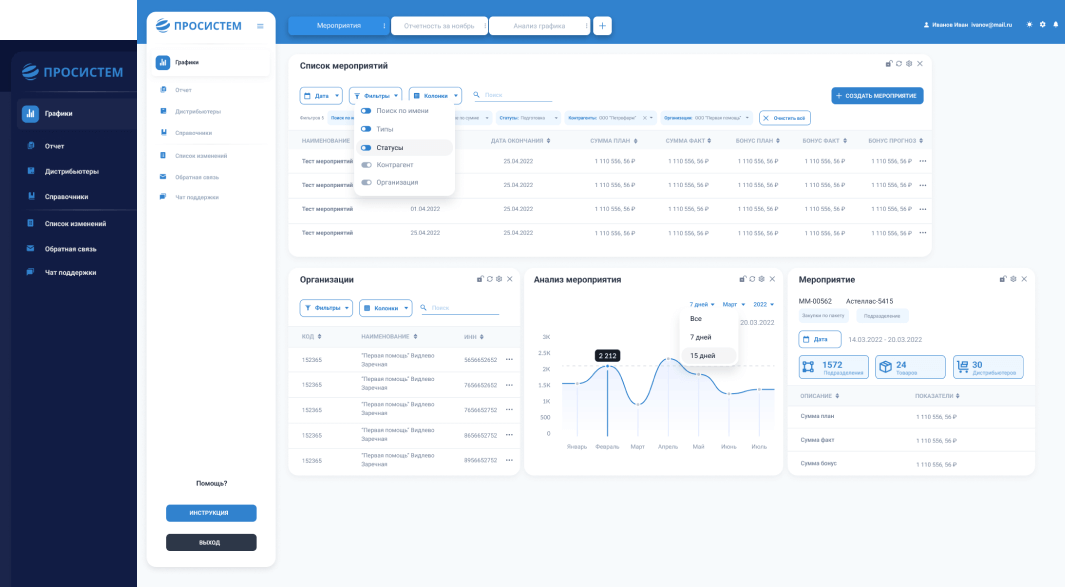 ПРОСИСТЕМ
Графики
Отчет
Дистрибьютеры
Справочники
Список изменений
Обратная связь
Чат поддержки
ПРОСИСТЕМ
Графики
Отчет
Дистрибьютеры
Справочники
Список изменений
Обратная связь
Чат поддержки
Помощь?
ИНСТРУКЦИЯ
ВЫХОД
Мероприятия
Отчетность за ноябрь
Анализ графика
+
Иванов Иван ivanov@mail.ru
Список мероприятий
Дата
Фильтры
Колонки
Поиск
+ СОЗДАТЬ МЕРОПРИЯТИЕ
Статусы: Подготовка
Контрагенты: ООО
Организации: ООО "Первая помощь"
Очистить всё
Поиск по имени
Типы
Статусы
Контрагент
Организация
НАИМЕНОВАНИЕ ДАТА ОКОНЧАНИЯ СУММА ПЛАН СУММА ФАКТ БОНУС ПЛАН БОНУС ФАКТ БОНУС ПРОГНОЗ
Тест мероприятий 25.04.2022 1 110 556, 56 ₽ 1 110 556, 56 ₽ 1 110 556, 56 ₽ 1 110 556, 56 ₽ 1 110 556, 56 ₽
Тест мероприятий 25.04.2022 1 110 556, 56 ₽ 1 110 556, 56 ₽ 1 110 556, 56 ₽ 1 110 556, 56 ₽ 1 110 556, 56 ₽
Тест мероприятий 01.04.2022 25.04.2022 1 110 556, 56 ₽ 1 110 556, 56 ₽ 1 110 556, 56 ₽ 1 110 556, 56 ₽ 1 110 556, 56 ₽
Тест мероприятий 25.04.2022 25.04.2022 1 110 556, 56 ₽ 1 110 556, 56 ₽ 1 110 556, 56 ₽ 1 110 556, 56 ₽ 1 110 556, 56 ₽
Организации
Фильтры
Колонки
Поиск
КОД НАИМЕНОВАНИЕ ИНН
152365 "Первая помощь" Видлево Заречная 5656652652
152365 "Первая помощь" Видлево Заречная 7656652652
152365 "Первая помощь" Видлево Заречная 7656652652
152365 "Первая помощь" Видлево Заречная 8656652752
152365 "Первая помощь" Видлево Заречная 8956652752
Анализ мероприятия
7 дней Март 2022
20.03.2022
Все
7 дней
15 дней
3K
2.5K
2K
1,5K
1K
500
0
2 212
Январь Февраль Март Апрель Май Июнь Июль
Мероприятие
ММ-00562 Астеллас-5415
Закупки по пакету
Подразделение
Дата
14.03.2022 - 20.03.2022
1572
Подразделения
24
Товаров
30
Дистрибьютеров
ОПИСАНИЕ ПОКАЗАТЕЛИ
Сумма план 1 110 556, 56 ₽
Сумма факт 1 110 556, 56 ₽
Сумма бонус 1 110 556, 56 ₽